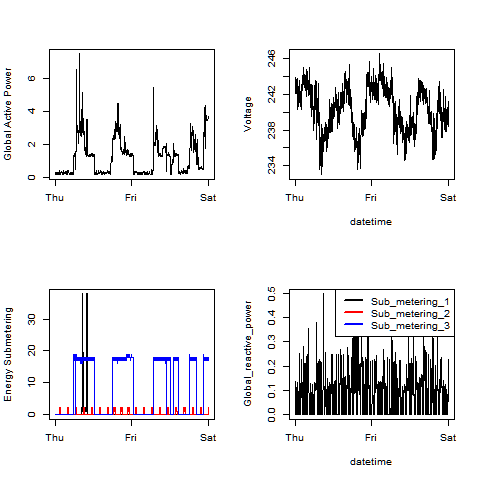 Global Active Power
0 2 4 6
Thu Fri Sat
Voltage
234 238 242 246
Thu Fri Sat
datetime
Energy Submetering
0 10 20 30
Thu Fri Sat
Global_reactive_power
0.0 0.1 0.2 0.3 0.4 0.5
Sub_metering_1
Sub_metering_2
Sub_metering_3
Thu Fri Sat
datetime